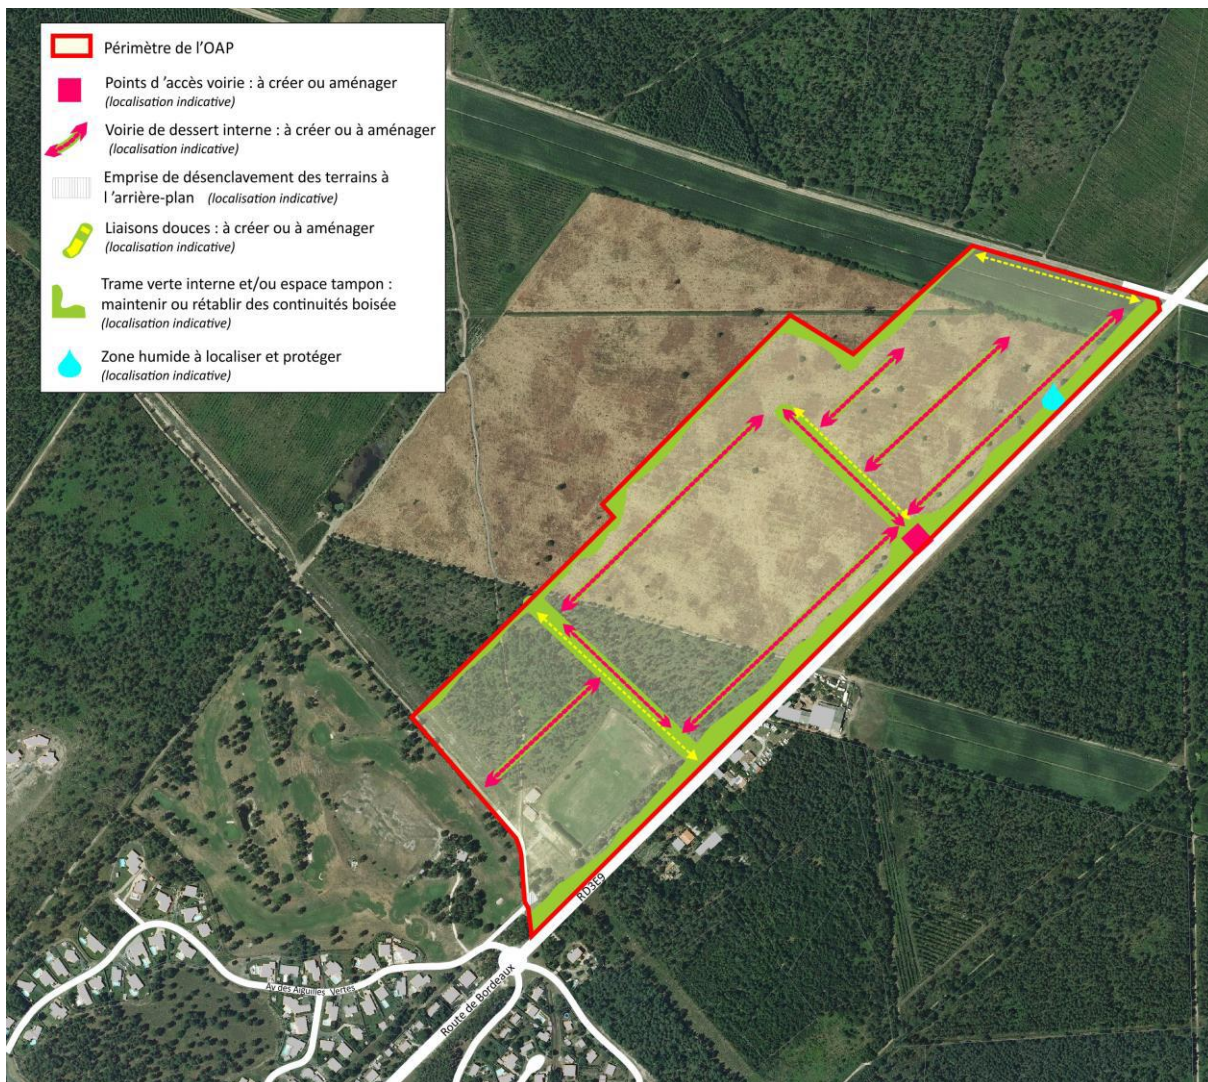 Périmètre de l'OAP
Points d 'accès voirie : à créer ou aménager
(localisation indicative)
Voirie de dessert interne : à créer ou à aménager
(localisation indicative)
Emprise de désenclavement des terrains à
l 'arrière-plan (localisation indicative)
Liaisons douces : à créer ou à aménager
(localisation indicative)
Trame verte interne et/ou espace tampon :
maintenir ou rétablir des continuités boisée
(localisation indicative)
Zone humide à localiser et protéger
(localisation indicative)
RD3E9
Av des Aiguilles Vertes
Route de Bordeaux